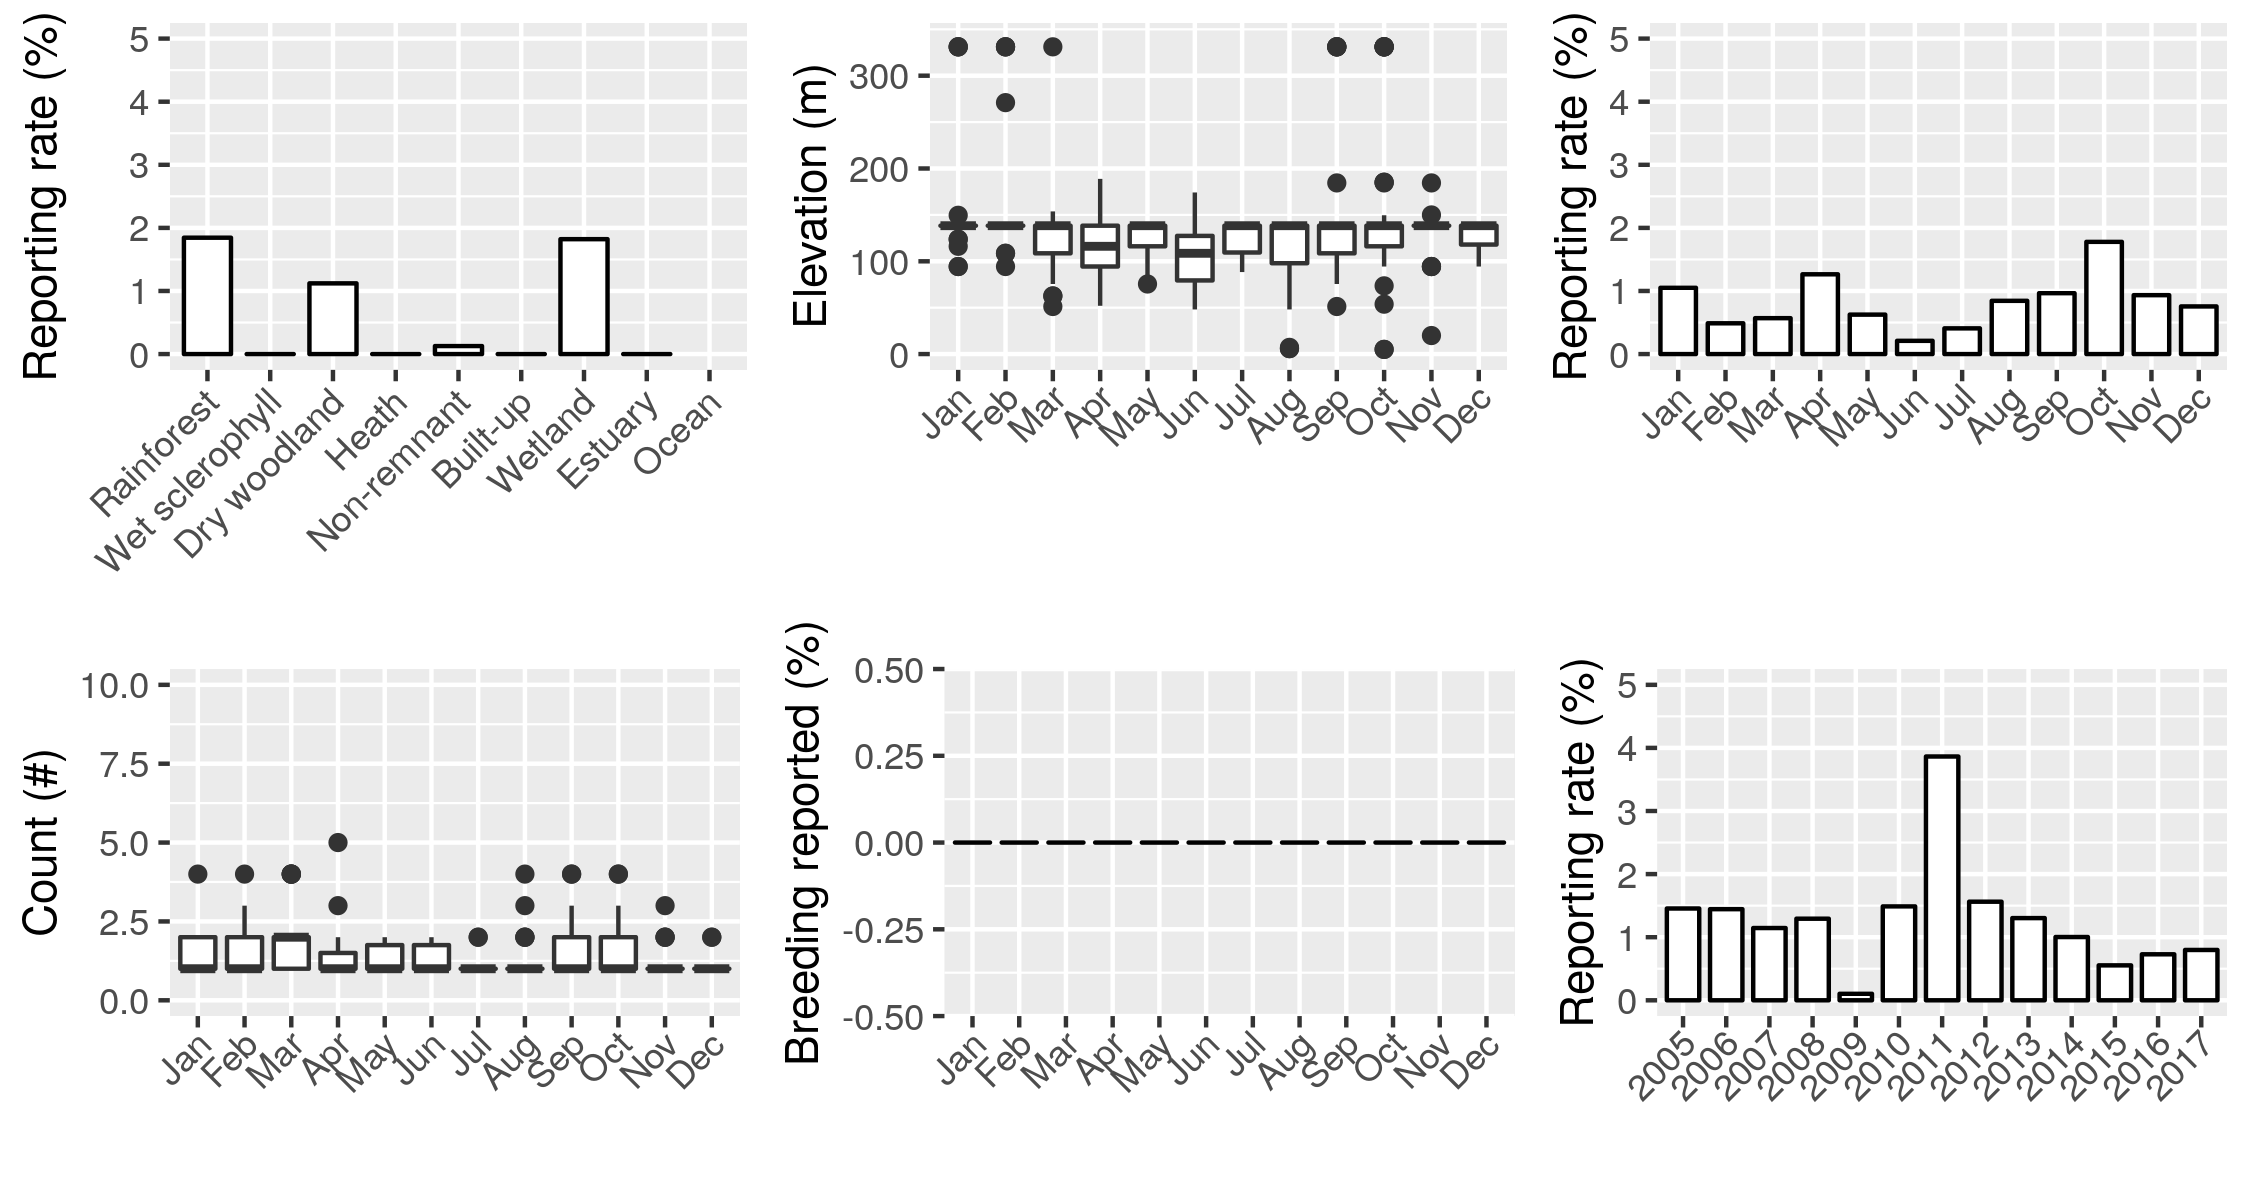 Reporting rate (%)
5
4
3
2
1
0
Rainforest
Wet sclerophyll
Dry woodland
Heath
Non-remnant
Built-up
Wetland
Estuary
Ocean
Elevation (m)
300
200
100
0
Jan
Feb
Mar
Apr
May
Jun
Jul
Aug
Sep
Oct
Nov
Dec
Reporting rate (%)
5
4
3
2
1
0
Jan
Feb
Mar
Apr
May
Jun
Jul
Aug
Sep
Oct
Nov
Dec
Count (#)
10.0
7.5
5.0
2.5
0.0
Jan
Feb
Mar
Apr
May
Jun
Jul
Aug
Sep
Oct
Nov
Dec
Breeding reported (%)
0.50
0.25
0.00
-0.25
-0.50
Jan
Feb
Mar
Apr
May
Jun
Jul
Aug
Sep
Oct
Nov
Dec
Reporting rate (%)
5
4
3
2
1
0
2005
2006
2007
2008
2009
2010
2011
2012
2013
2014
2015
2016
2017